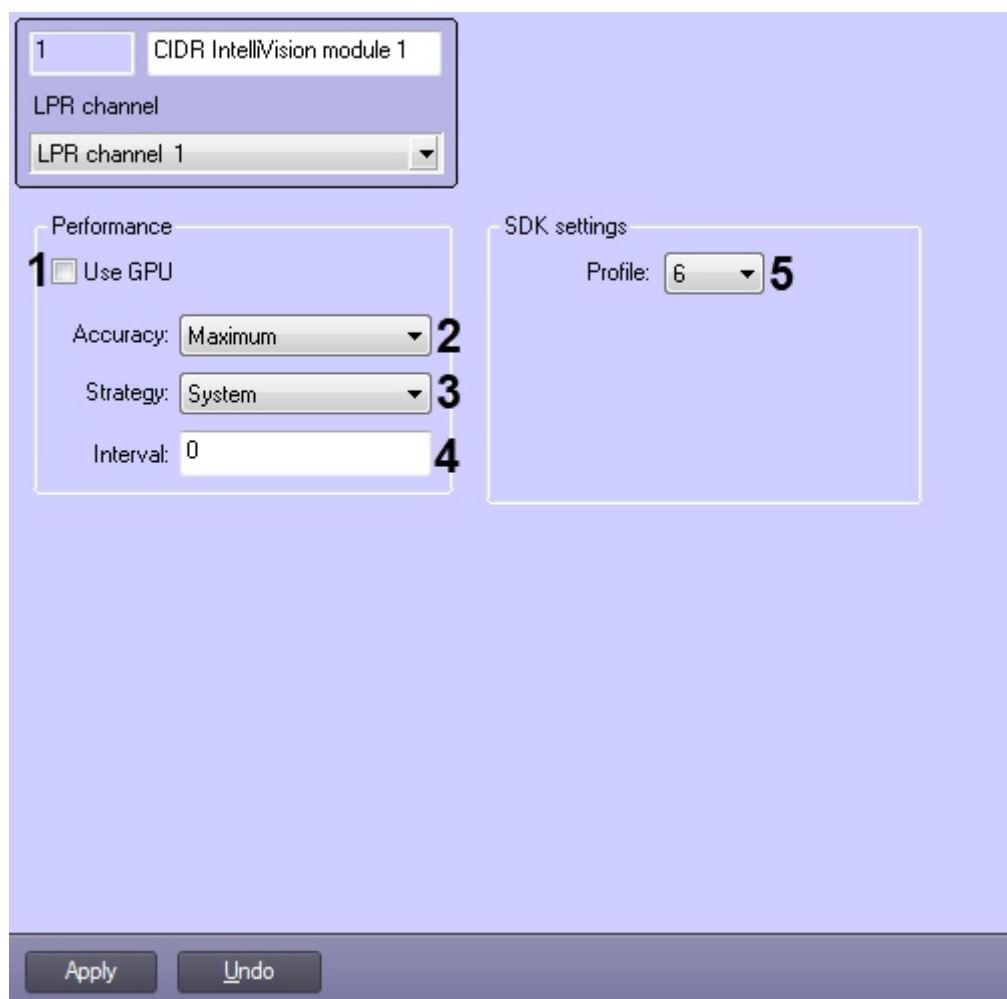 1 CIDR IntelliVision module 1
LPR channel
LPR channel 1
Performance
1 Use GPU
Accuracy: Maximum 2
Strategy: System 3
Interval: 0 4
SDK settings
Profile: 6 5
Apply Undo